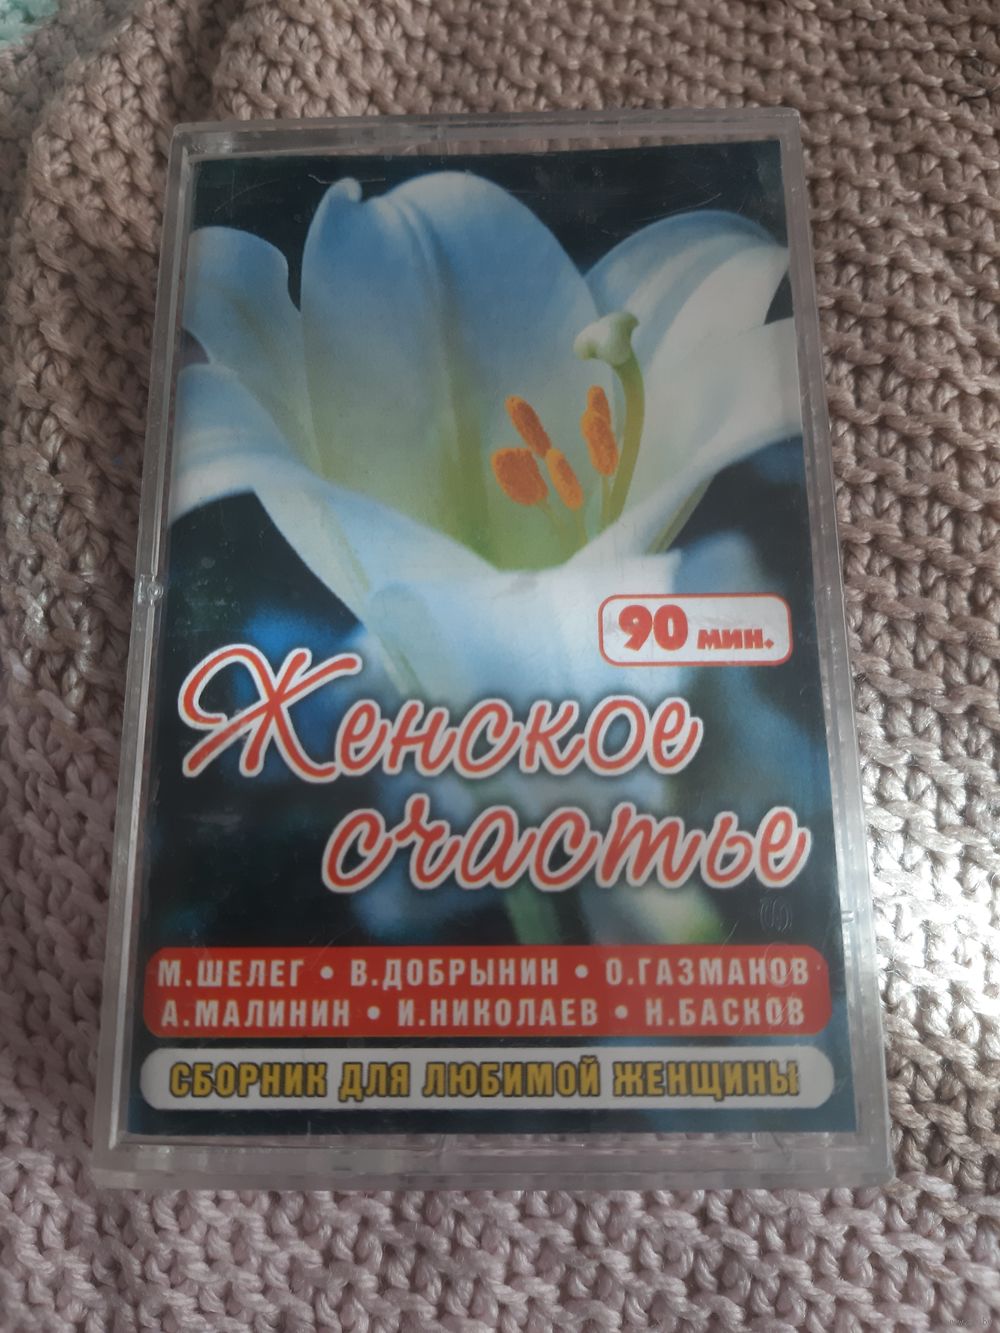 90 мин.
Женское
счастье
М.ШЕЛЕГ • В.ДОБРЫНИН • О.ГАЗМАНОВ
А.МАЛИНИН • И.НИКОЛАЕВ • Н.БАСКОВ
СБОРНИК ДЛЯ ЛЮБИМОЙ ЖЕНЩИНЫ